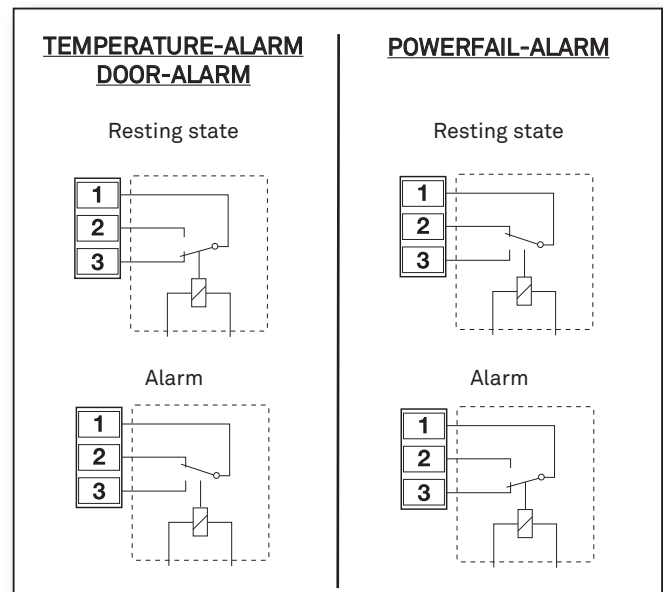 TEMPERATURE-ALARM
DOOR-ALARM
Resting state
1
2
3
Alarm
1
2
3
POWERFAIL-ALARM
Resting state
1
2
3
Alarm
1
2
3